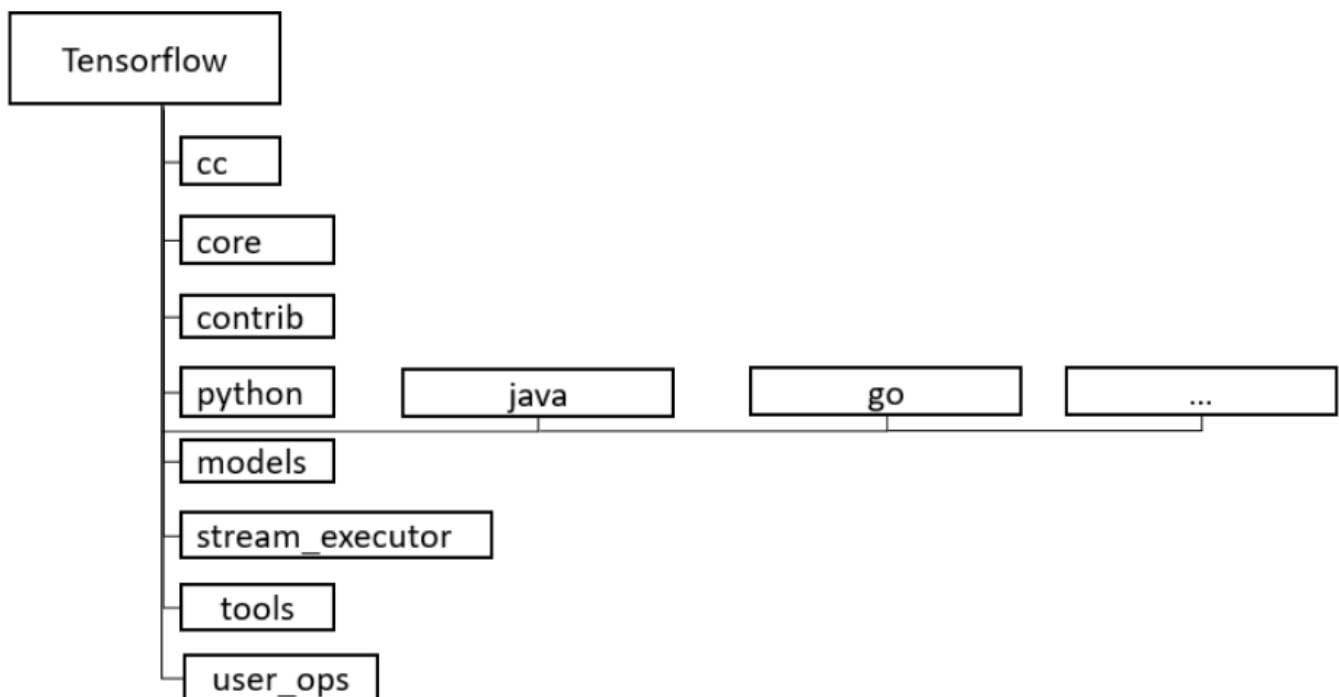 Tensorflow
cc
core
contrib
python java go ...
models
stream_executor
tools
user_ops